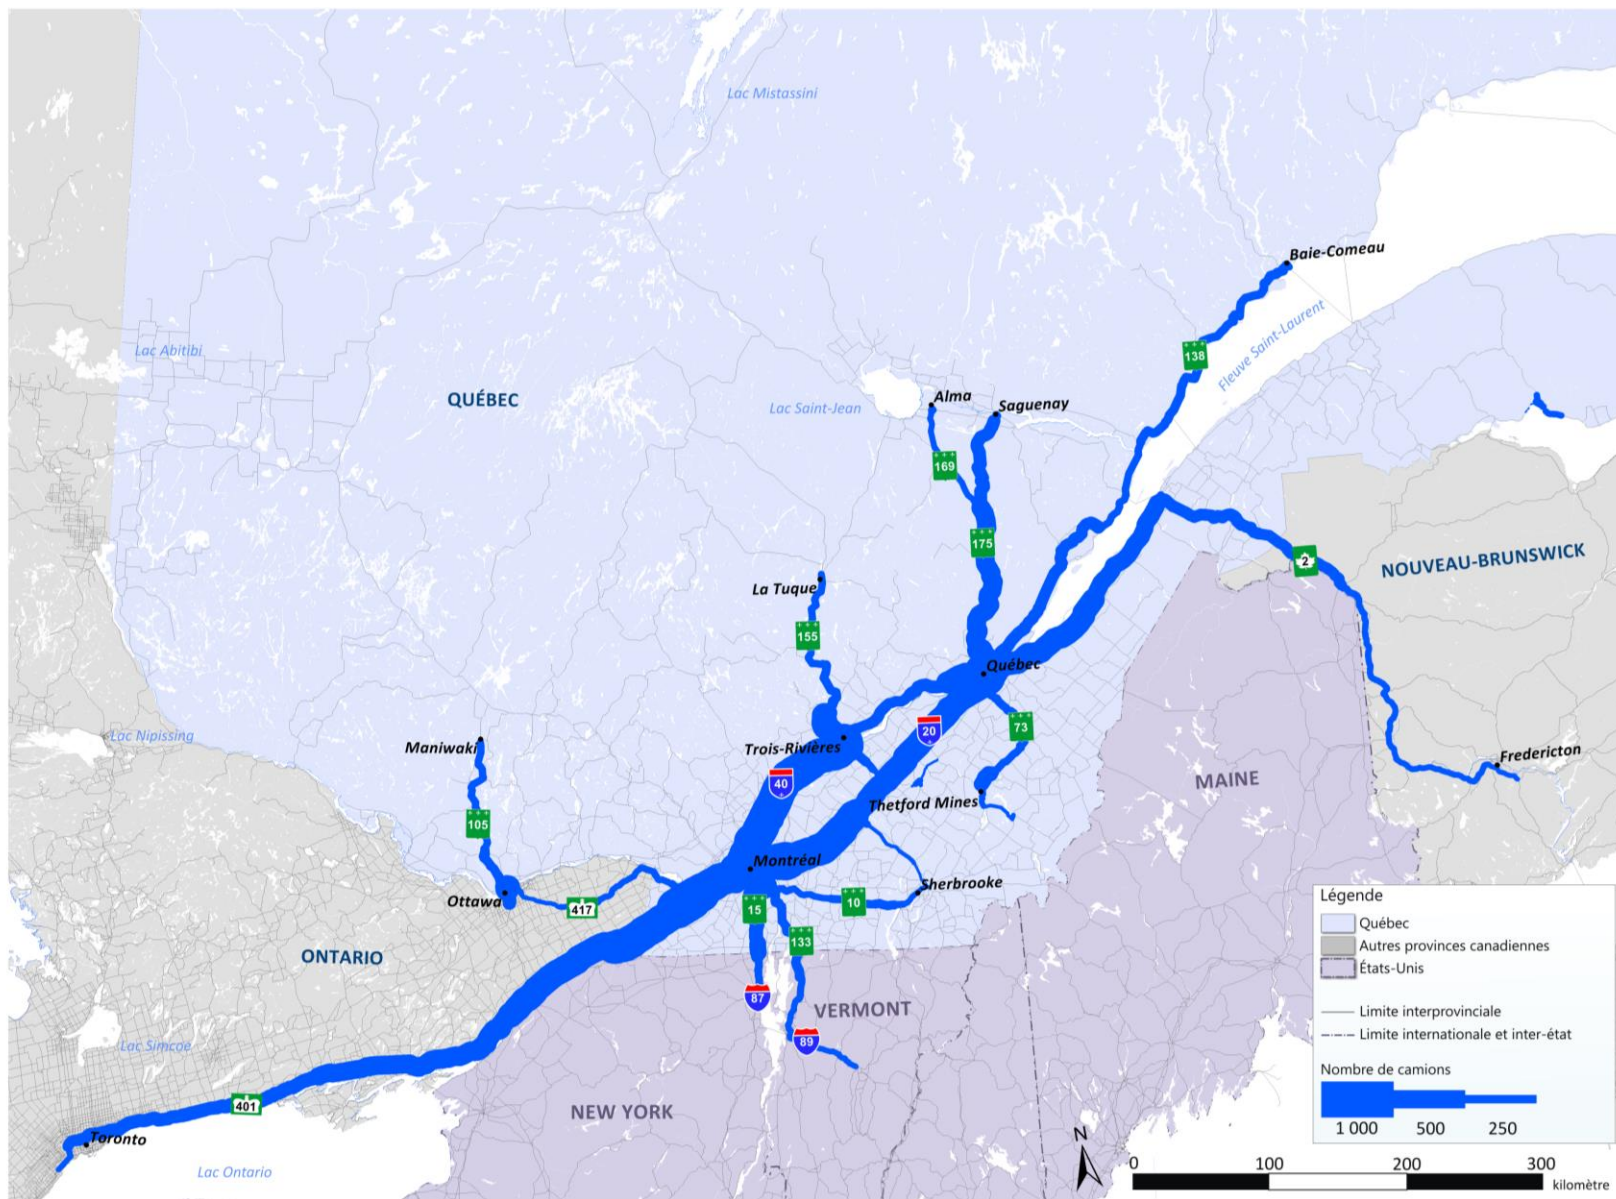 Lac Mistassini
Baie-Comeau
138
Fleuve Saint-Laurent
Lac Abitibi
QUÉBEC
Lac Saint-Jean
Alma
Saguenay
169
175
2
NOUVEAU-BRUNSWICK
La Tuque
155
Québec
73
20
Lac Nipissing
Maniwaki
Trois-Rivières
Fredericton
40
MAINE
Thetford Mines
105
Montréal
Sherbrooke
Ottawa
417
15
10
133
ONTARIO
87
VERMONT
89
Lac Simcoe
401
NEW YORK
Toronto
Lac Ontario
Légende
Québec
Autres provinces canadiennes
États-Unis
Limite interprovinciale
Limite internationale et inter-état
Nombre de camions
1 000 500 250
N
0 100 200 300
kilomètre